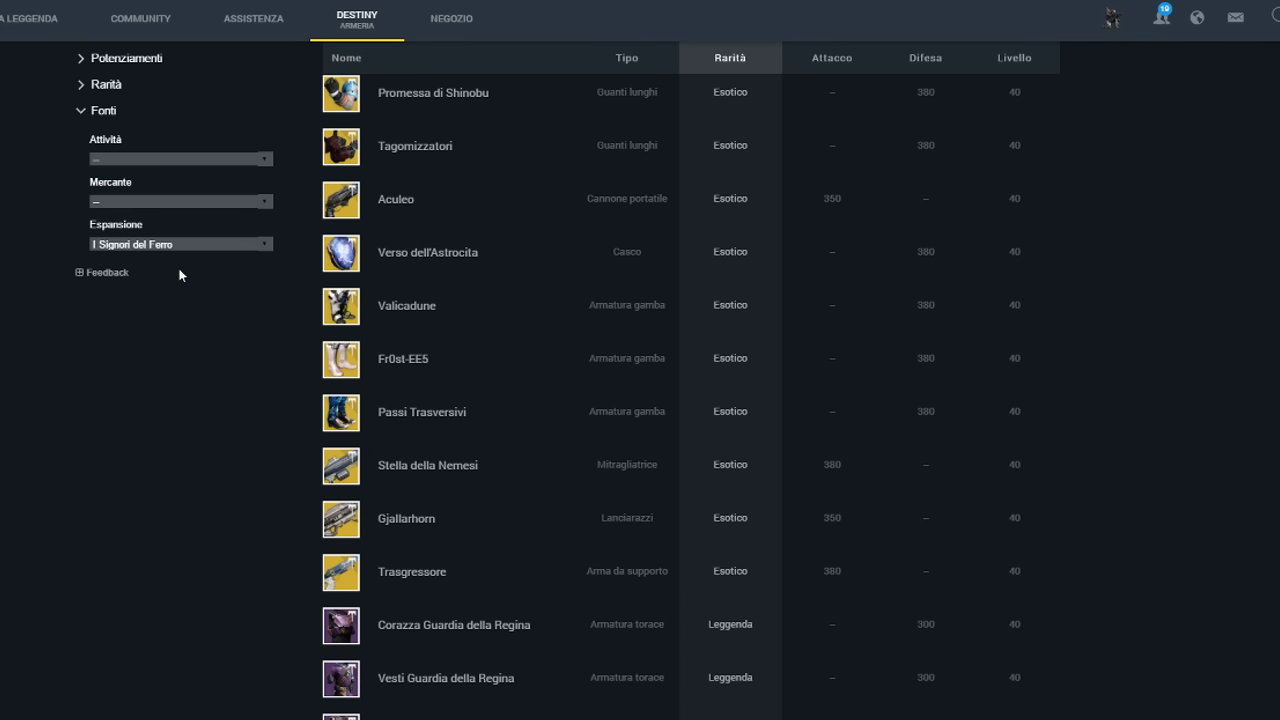 A LEGGENDA COMMUNITY ASSISTENZA DESTINY NEGOZIO 19
ARMERIA
Potenziamenti
Rarità
Fonti
Attività
–
Mercante
–
Espansione
I Signori del Ferro
Feedback
Nome Tipo Rarità Attacco Difesa Livello
Promessa di Shinobu Guanti lunghi Esotico – 380 40
Tagomizzatori Guanti lunghi Esotico – 380 40
Aculeo Cannone portatile Esotico 350 – 40
Verso dell'Astrocita Casco Esotico – 380 40
Valicadune Armatura gamba Esotico – 380 40
Fr0st-EE5 Armatura gamba Esotico – 380 40
Passi Trasversivi Armatura gamba Esotico – 380 40
Stella della Nemesi Mitragliatrice Esotico 380 – 40
Gjallarhorn Lanciarazzi Esotico 350 – 40
Trasgressore Arma da supporto Esotico 380 – 40
Corazza Guardia della Regina Armatura torace Leggenda – 300 40
Vesti Guardia della Regina Armatura torace Leggenda – 300 40